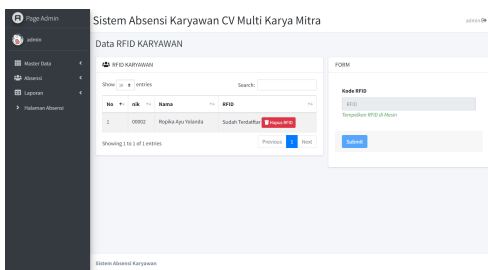 Page Admin
Sistem Absensi Karyawan CV Multi Karya Mitra
admin
admin
Data RFID KARYAWAN
Master Data
Absensi
Laporan
Halaman Absensi
RFID KARYAWAN
Show 10 entries
Search:
No nik Nama RFID
1 00002 Ropika Ayu Yolanda Sudah Terdaftar Hapus RFID
Showing 1 to 1 of 1 entries
Previous 1 Next
FORM
Kode RFID
RFID
Tempelkan RFID di Mesin
Submit
Sistem Absensi Karyawan